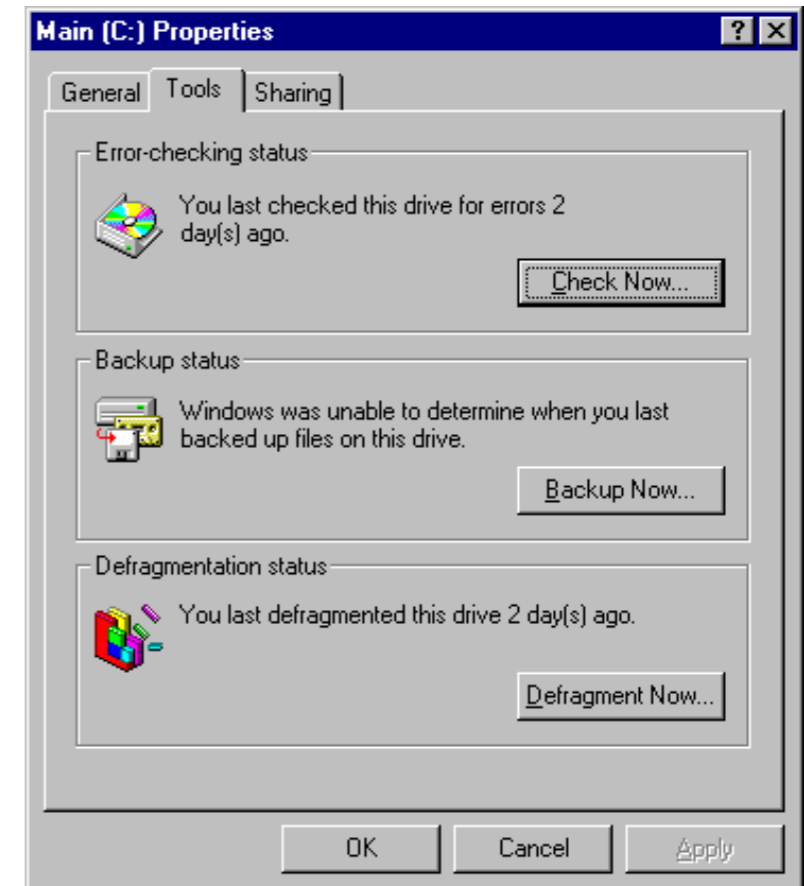 Main (C:) Properties
General Tools Sharing
Error-checking status
You last checked this drive for errors 2
day(s) ago.
Check Now...
Backup status
Windows was unable to determine when you last
backed up files on this drive.
Backup Now...
Defragmentation status
You last defragmented this drive 2 day(s) ago.
Defragment Now...
OK Cancel Apply